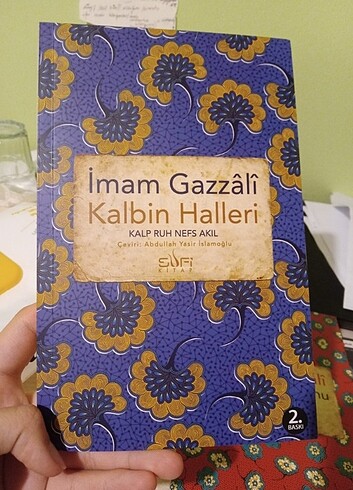 İmam Gazzâlî
Kalbin Halleri
KALP RUH NEFS AKIL
Çeviri: Abdullah Yasir İslamoğlu
SUFİ
KİTAP
2.
BASKI